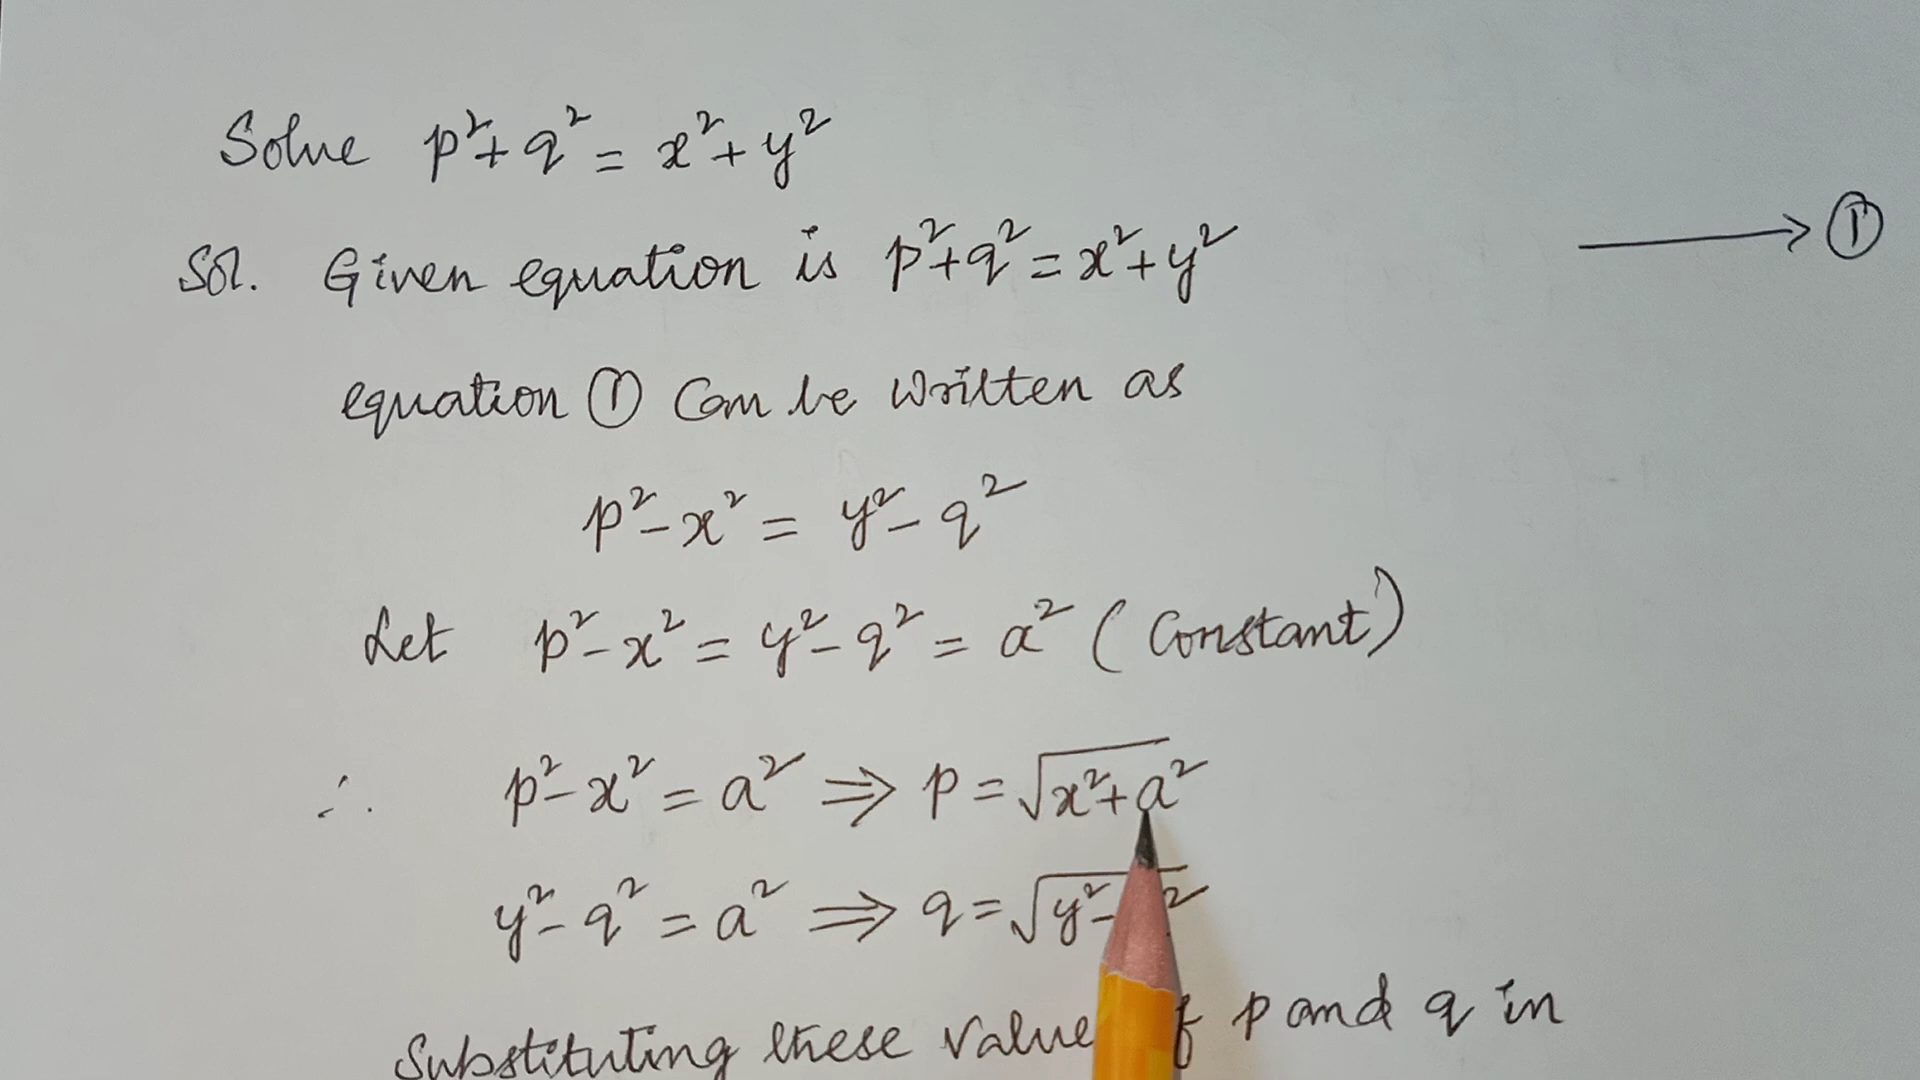 Solve p²+q² = x²+y²
Sol. Given equation is p²+q²=x²+y² → ①
equation ① can be written as
p²-x² = y²-q²
Let p²-x² = y²-q² = a² (constant)
∴ p²-x² = a² ⇒ p = √x²+a²
y²-q² = a² ⇒ q = √y²- ²
Substituting these value p and q in